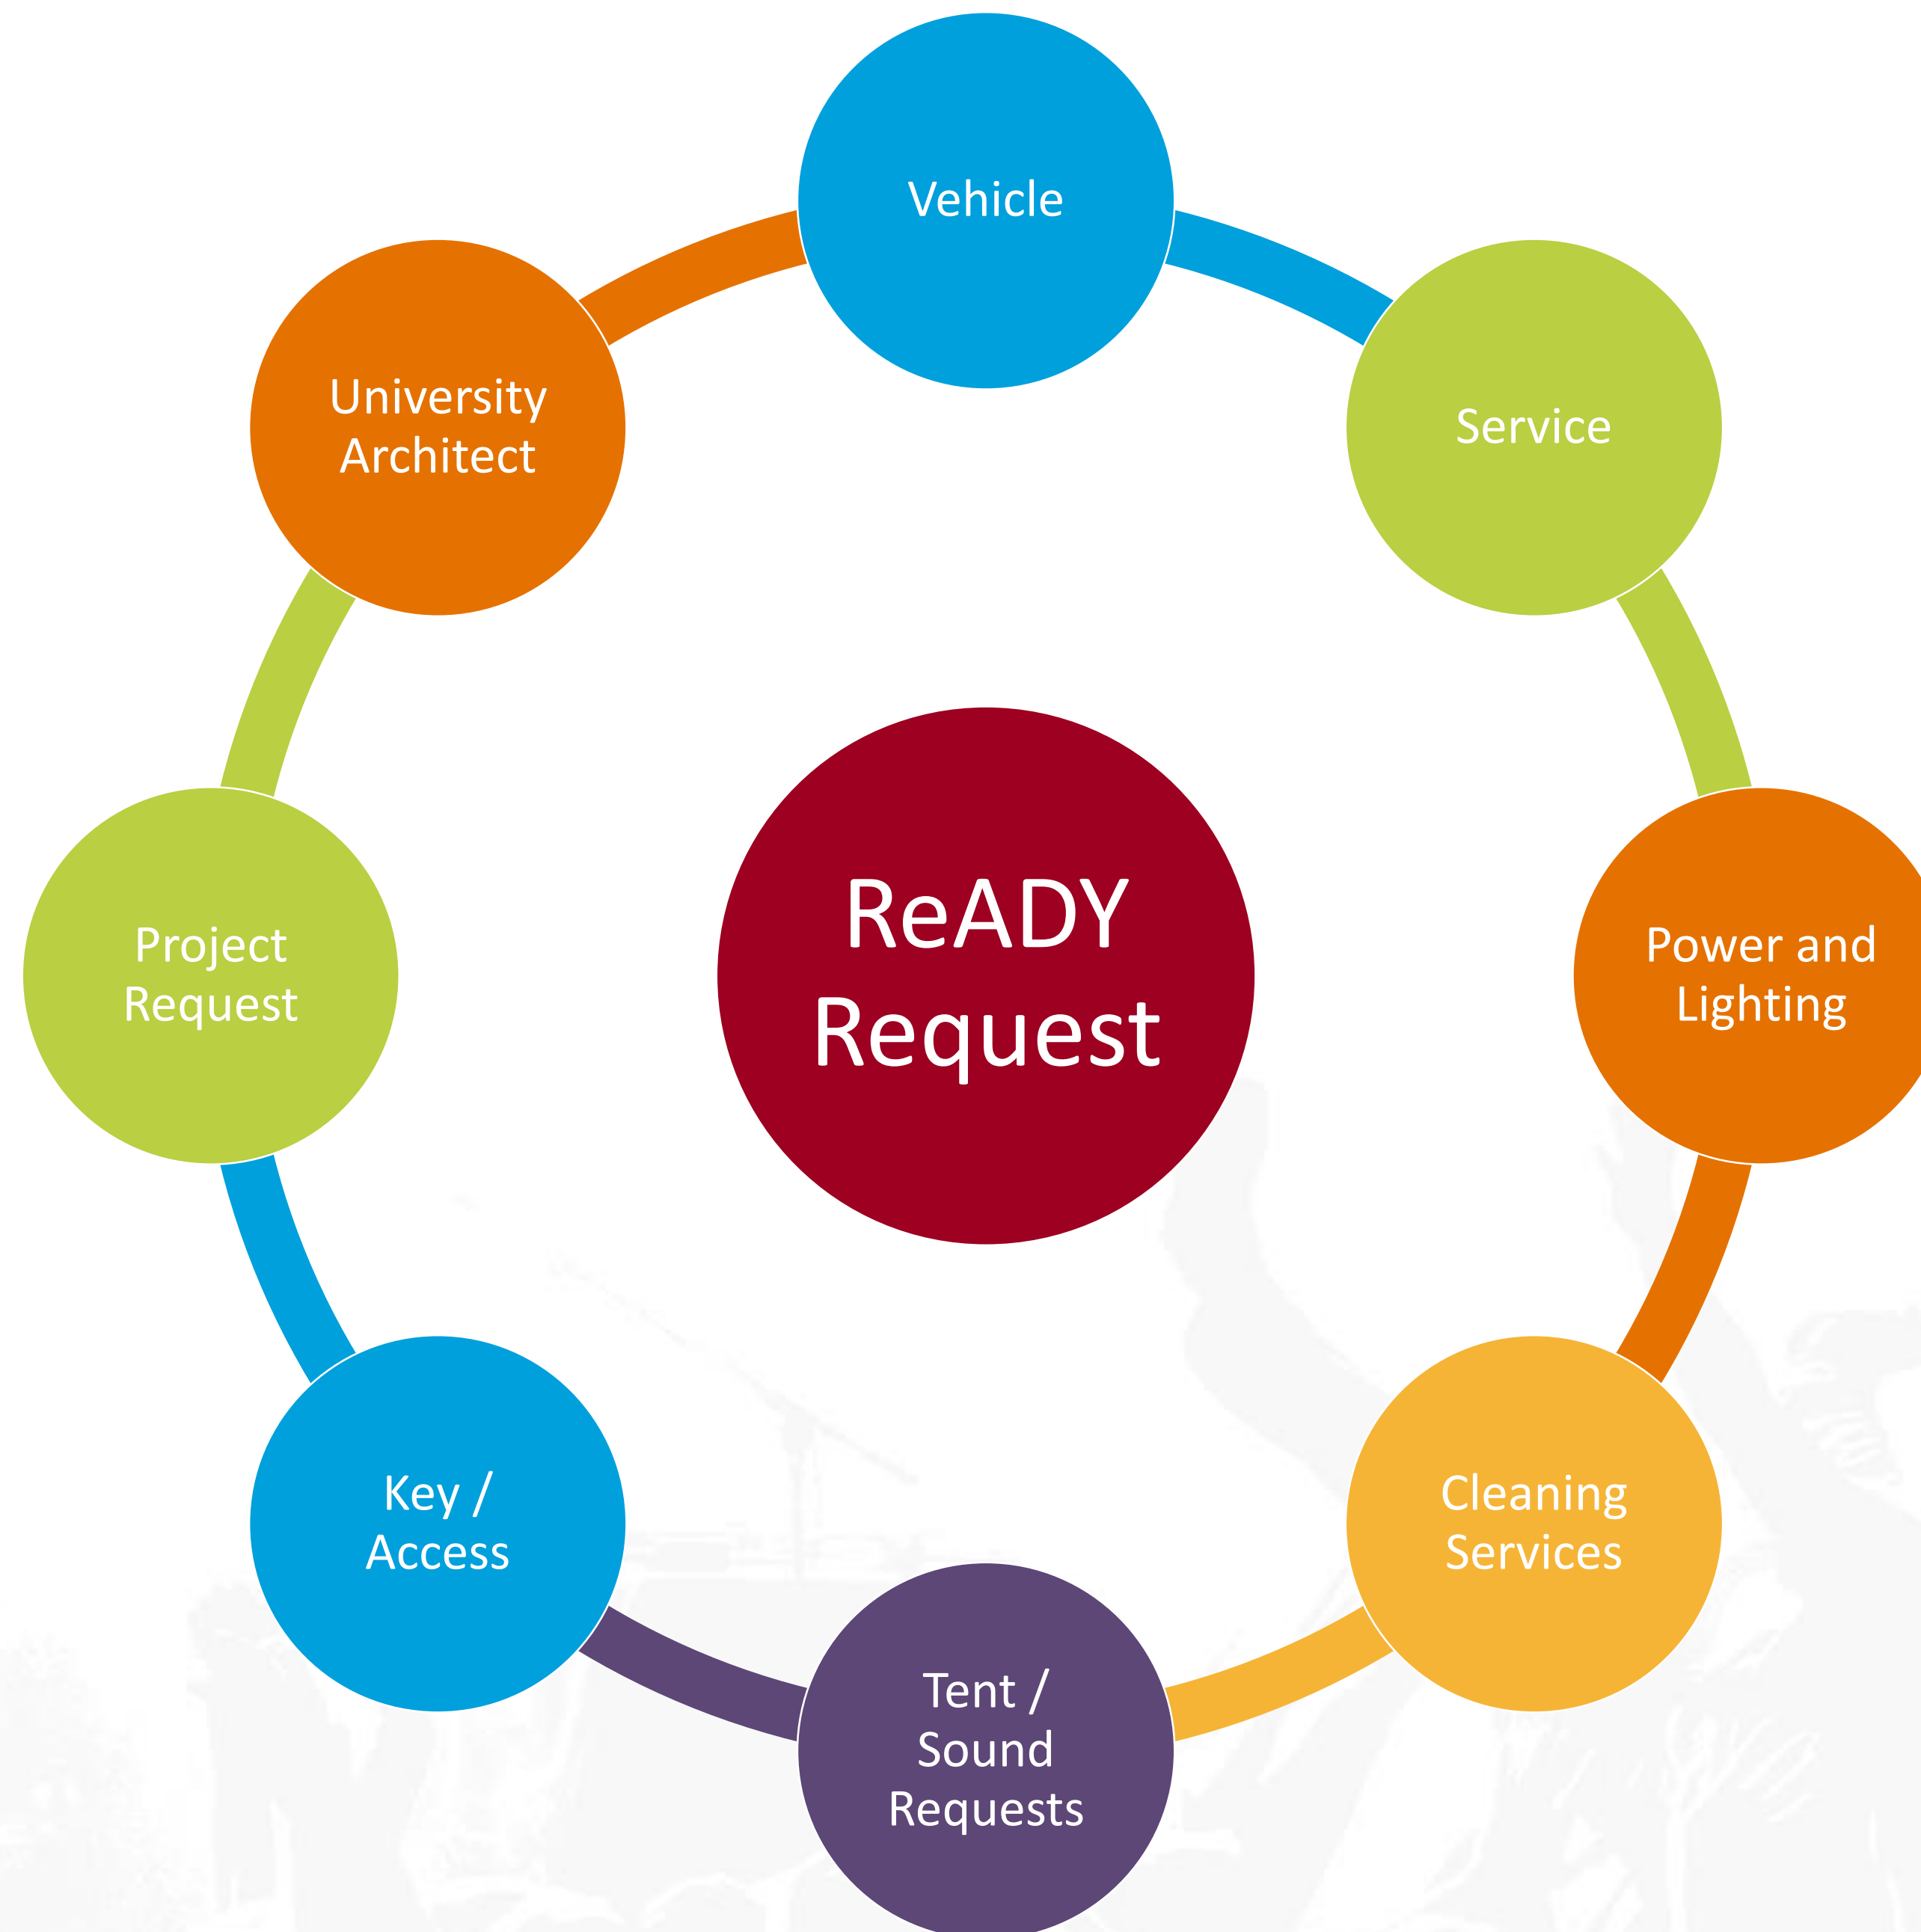 Vehicle
Service
Power and
Lighting
Cleaning
Services
Tent /
Sound
Requests
Key /
Access
Project
Request
University
Architect
ReADY
Request